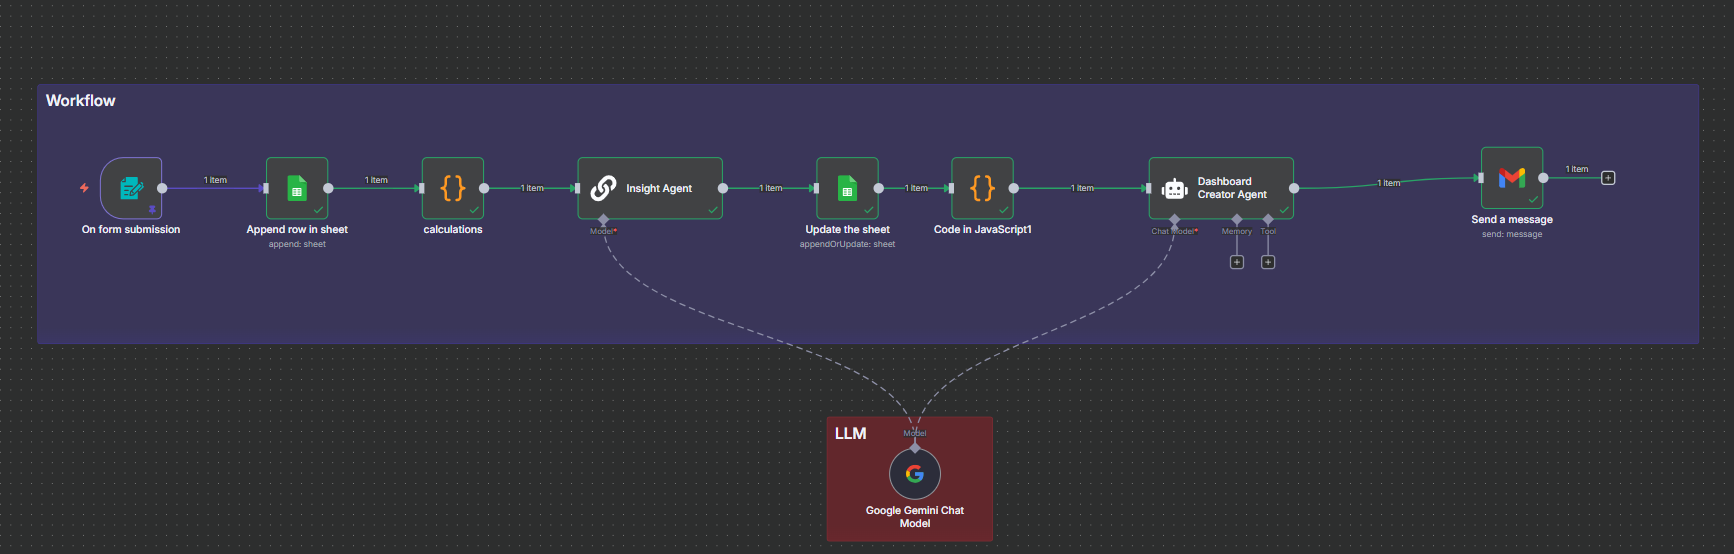 Workflow
1 item
1 item
1 item
1 item
1 item
1 item
1 item
1 item
On form submission
Append row in sheet
append: sheet
{}
calculations
Insight Agent
Model*
Update the sheet
appendOrUpdate: sheet
{}
Code in JavaScript1
Dashboard
Creator Agent
Chat Model*
Memory
Tool
Send a message
send: message
LLM
Model
Google Gemini Chat
Model